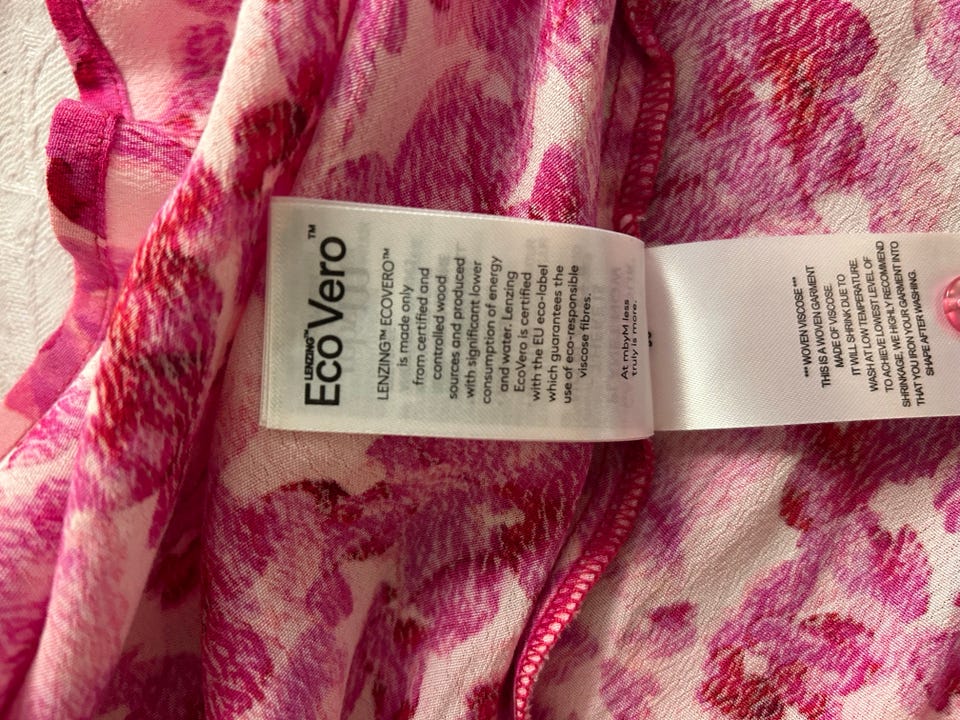 LENZING™
EcoVero™
LENZING™ ECOVERO™
is made only
from certified and
controlled wood
sources and produced
with significant lower
consumption of energy
and water. Lenzing
EcoVero is certified
with the EU eco-label
which guarantees the
use of eco-responsible
viscose fibres.
At mbyM less
truly is more.
*** WOVEN VISCOSE ***
THIS IS A WOVEN GARMENT
MADE OF VISCOSE.
IT WILL SHRINK DUE TO
WASH AT LOW TEMPERATURE.
TO ACHIEVE LOWEST LEVEL OF
SHRINKAGE. WE HIGHLY RECOMMEND
THAT YOU IRON YOUR GARMENT INTO
SHAPE AFTER WASHING.